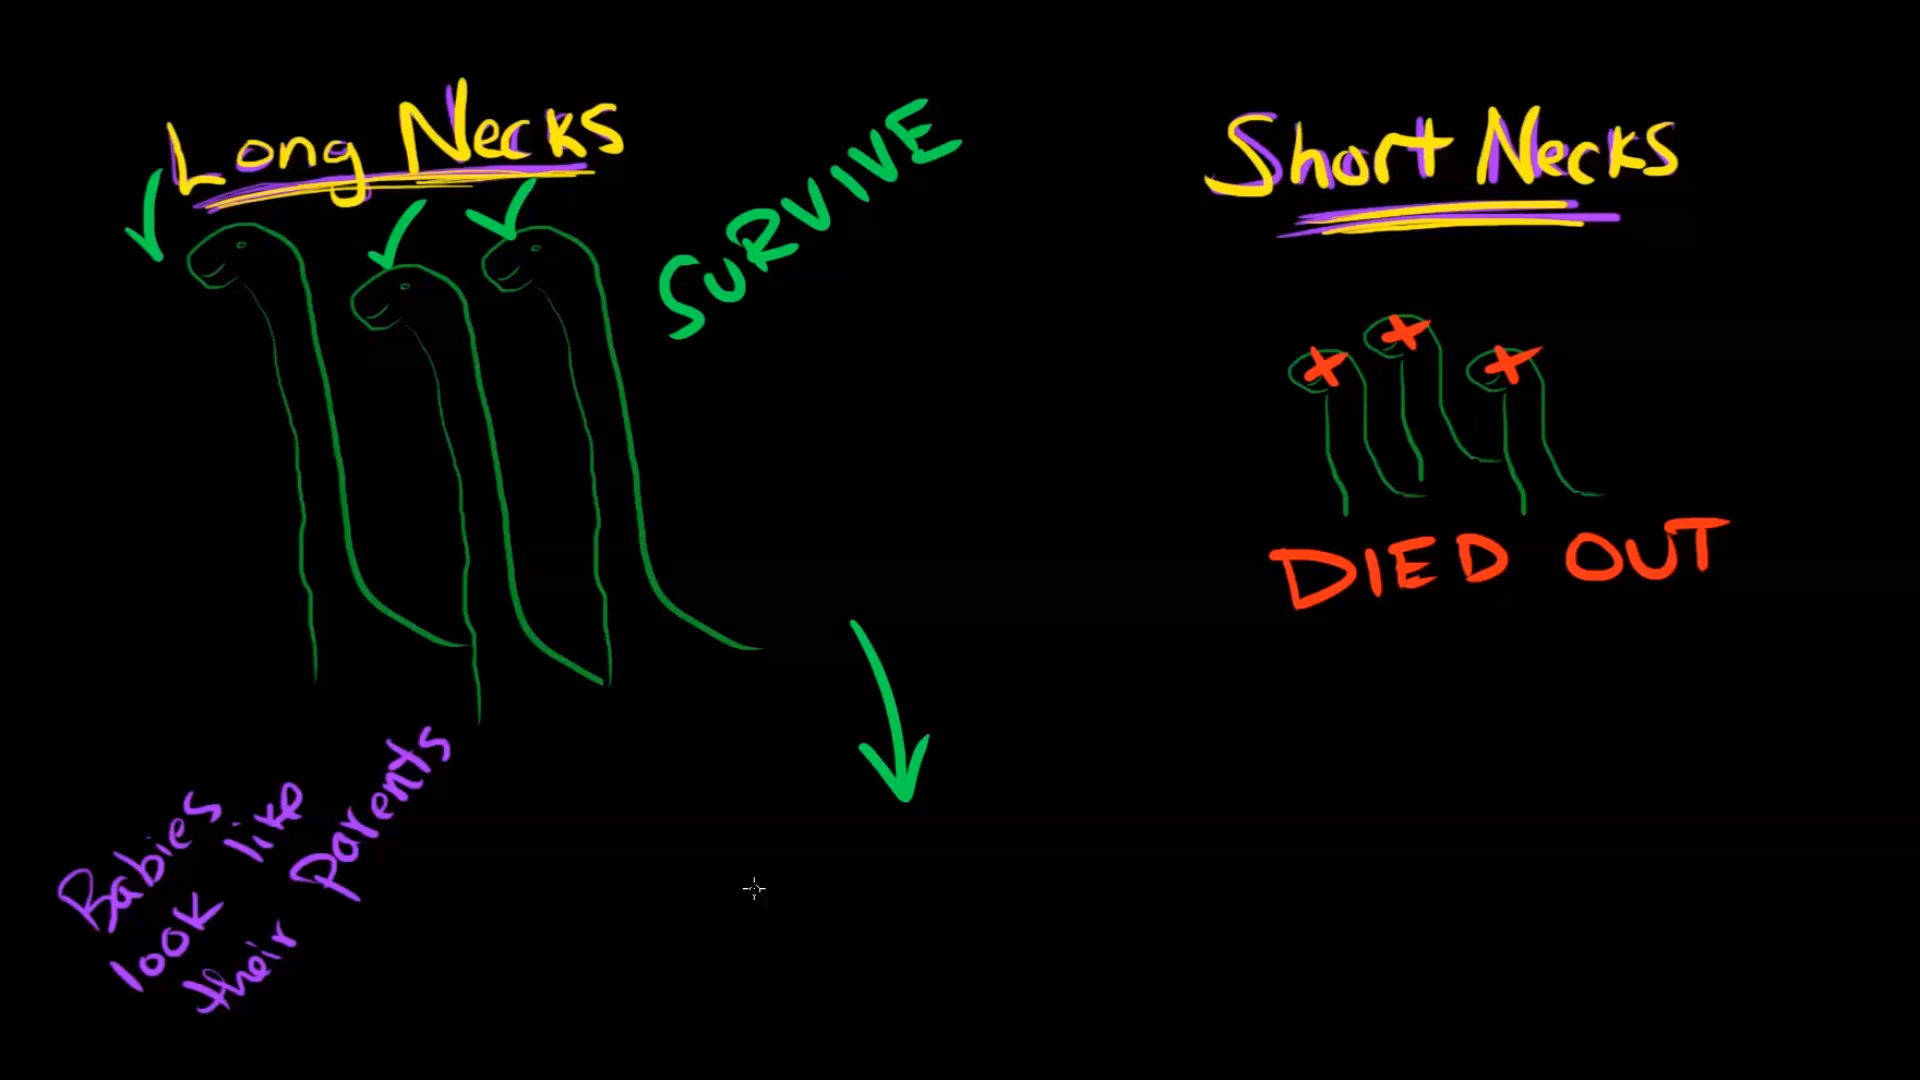 Long Necks
SURVIVE
Short Necks
DIED OUT
Babies
look like
their parents